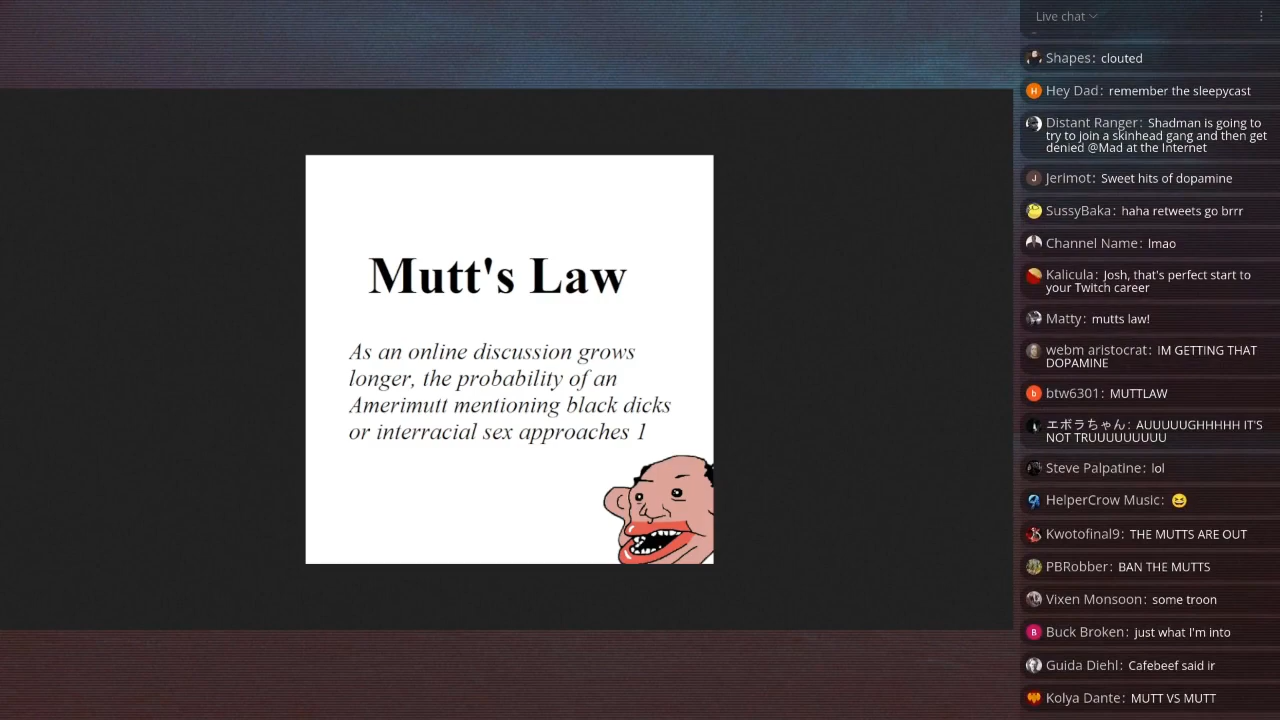 Mutt's Law
As an online discussion grows
longer, the probability of an
Amerimutt mentioning black dicks
or interracial sex approaches 1
Live chat
Shapes: clouted
Hey Dad: remember the sleepycast
Distant Ranger: Shadman is going to
try to join a skinhead gang and then get
denied @Mad at the Internet
J
Jerimot: Sweet hits of dopamine
SussyBaka: haha retweets go brrr
Channel Name: lmao
Kalicula: Josh, that's perfect start to
your Twitch career
Matty: mutts law!
webm aristocrat: IM GETTING THAT
DOPAMINE
b
btw6301: MUTTLAW
エボラちゃん: AUUUUUGHHHHH IT'S
NOT TRUUUUUUUUU
Steve Palpatine: lol
HelperCrow Music: 😆
Kwotofinal9: THE MUTTS ARE OUT
PBRobber: BAN THE MUTTS
Vixen Monsoon: some troon
B
Buck Broken: just what I'm into
Guida Diehl: Cafebeef said ir
Kolya Dante: MUTT VS MUTT